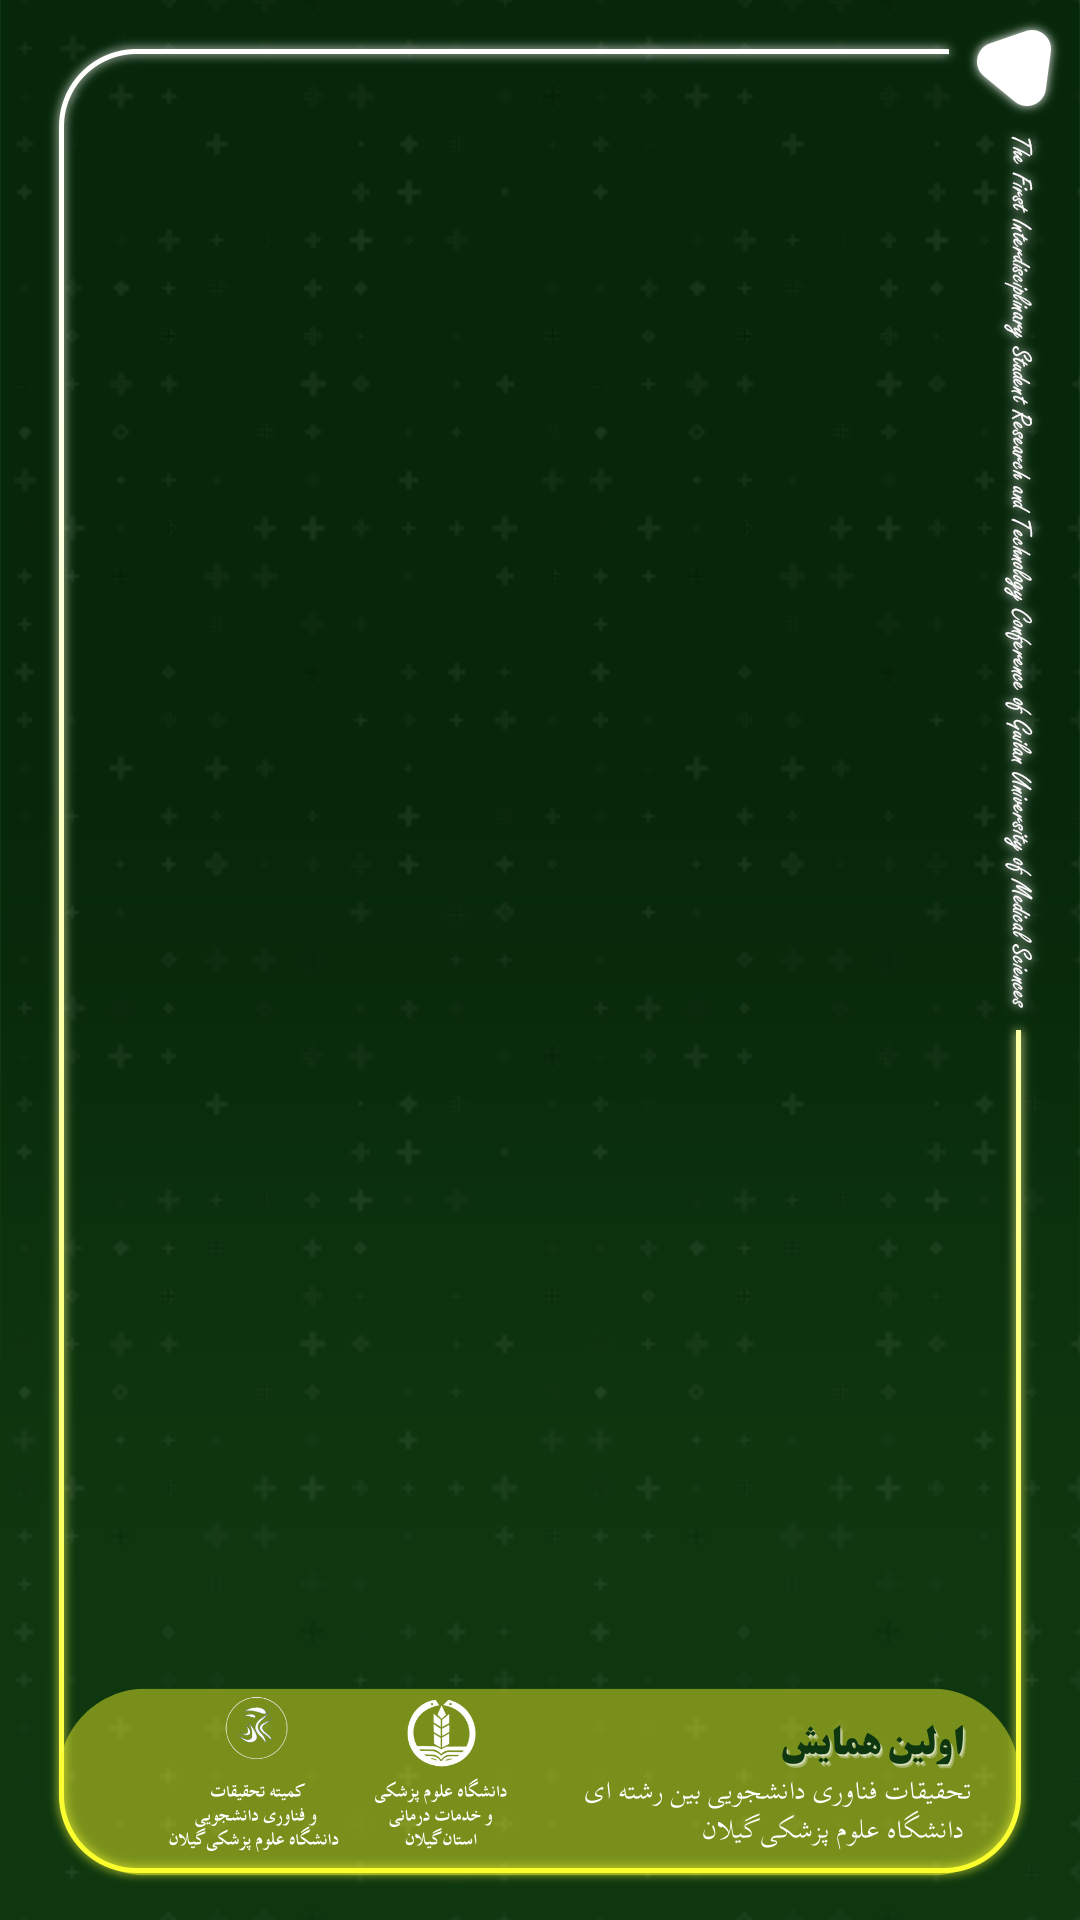 The First Interdisciplinary Student Research and Technology Conference of Guilan University of Medical Sciences
اولین همایش
تحقیقات فناوری دانشجویی بین رشته ای
دانشگاه علوم پزشکی گیلان
دانشگاه علوم پزشکی
و خدمات درمانی
استان گیلان
کمیته تحقیقات
و فناوری دانشجویی
دانشگاه علوم پزشکی گیلان